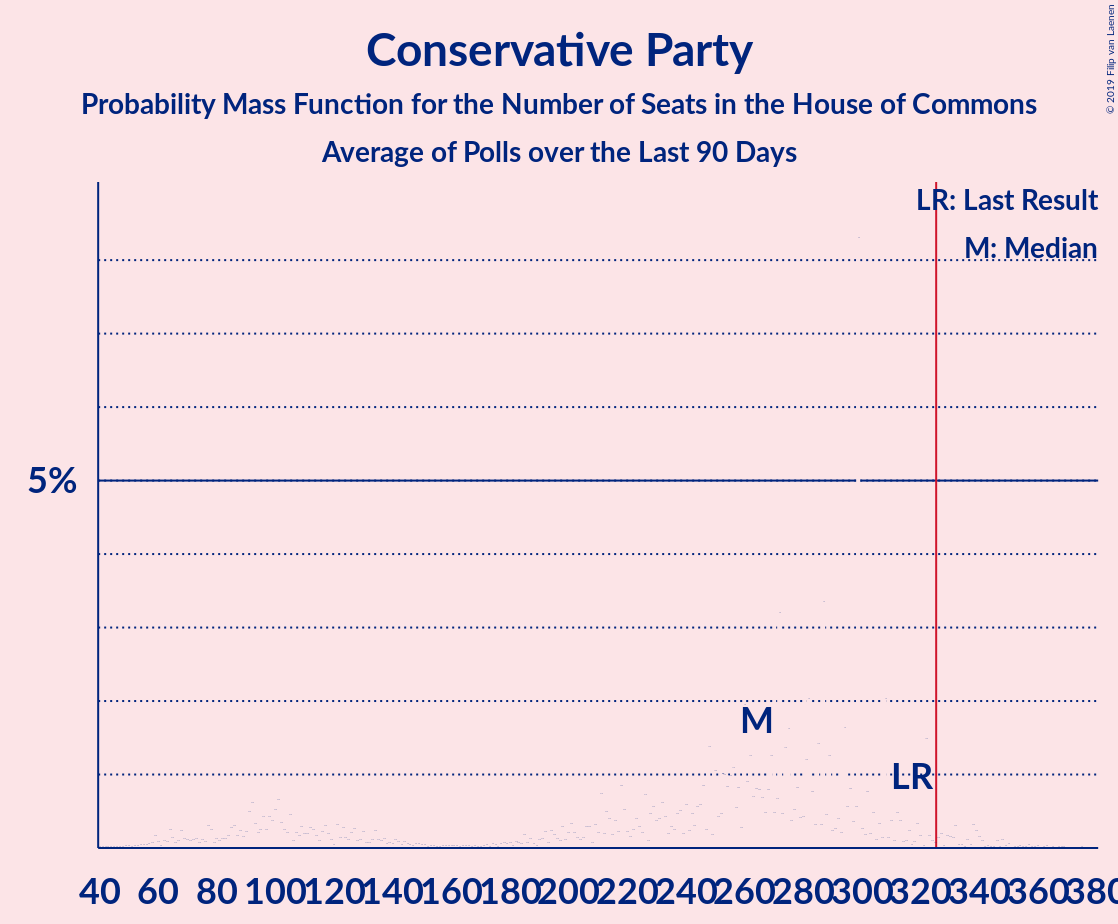 Conservative Party
Probability Mass Function for the Number of Seats in the House of Commons
Average of Polls over the Last 90 Days
© 2019 Filip van Laenen
LR: Last Result
M: Median
5%
M
LR
40 60 80 100 120 140 160 180 200 220 240 260 280 300 320 340 360 380